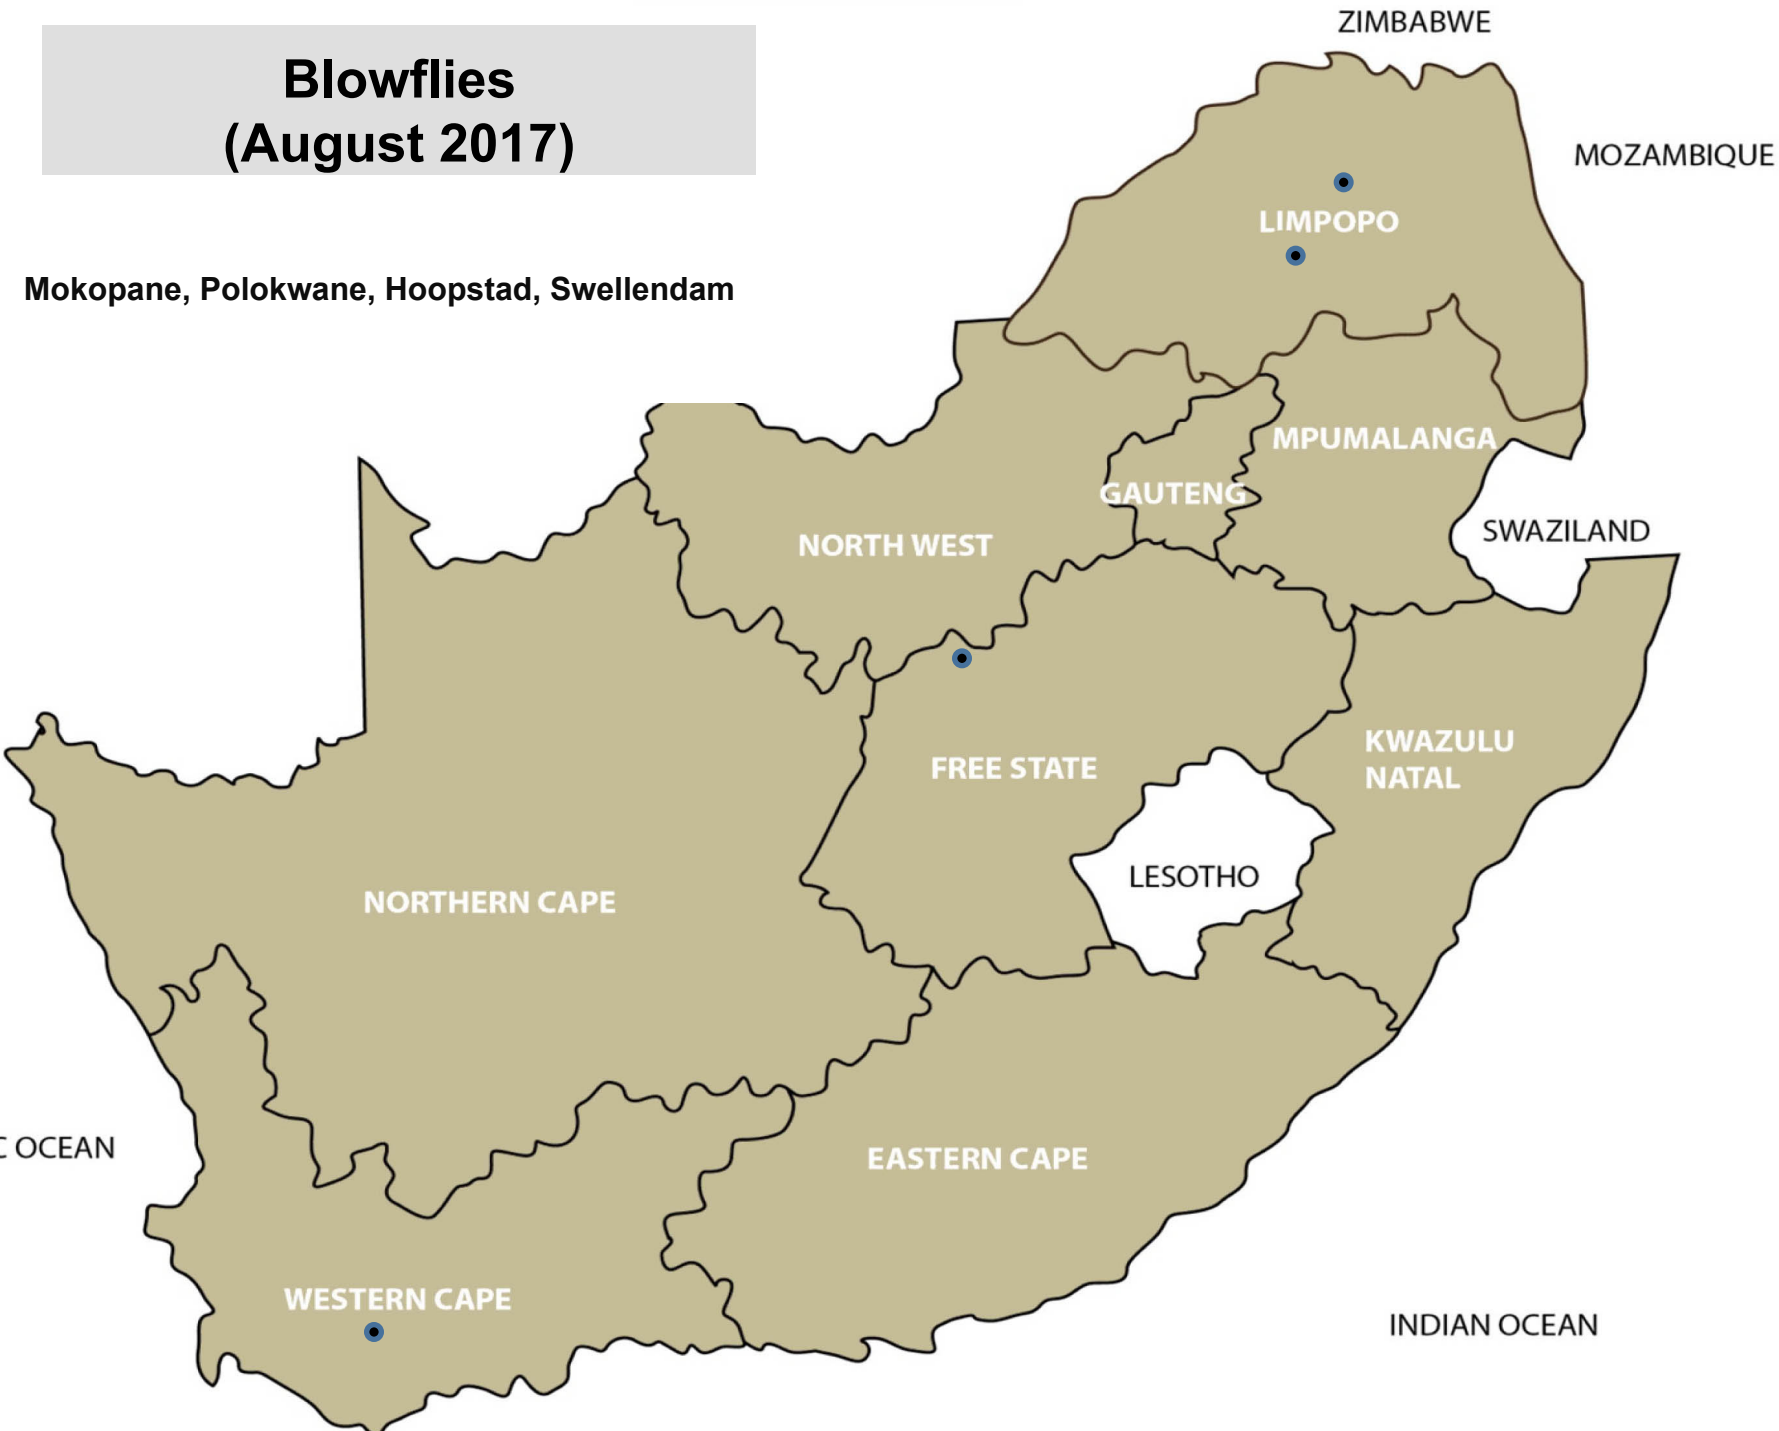 Blowflies
(August 2017)
Mokopane, Polokwane, Hoopstad, Swellendam
ZIMBABWE
MOZAMBIQUE
LIMPOPO
MPUMALANGA
GAUTENG
SWAZILAND
NORTH WEST
KWAZULU
NATAL
FREE STATE
LESOTHO
NORTHERN CAPE
C OCEAN
EASTERN CAPE
WESTERN CAPE
INDIAN OCEAN